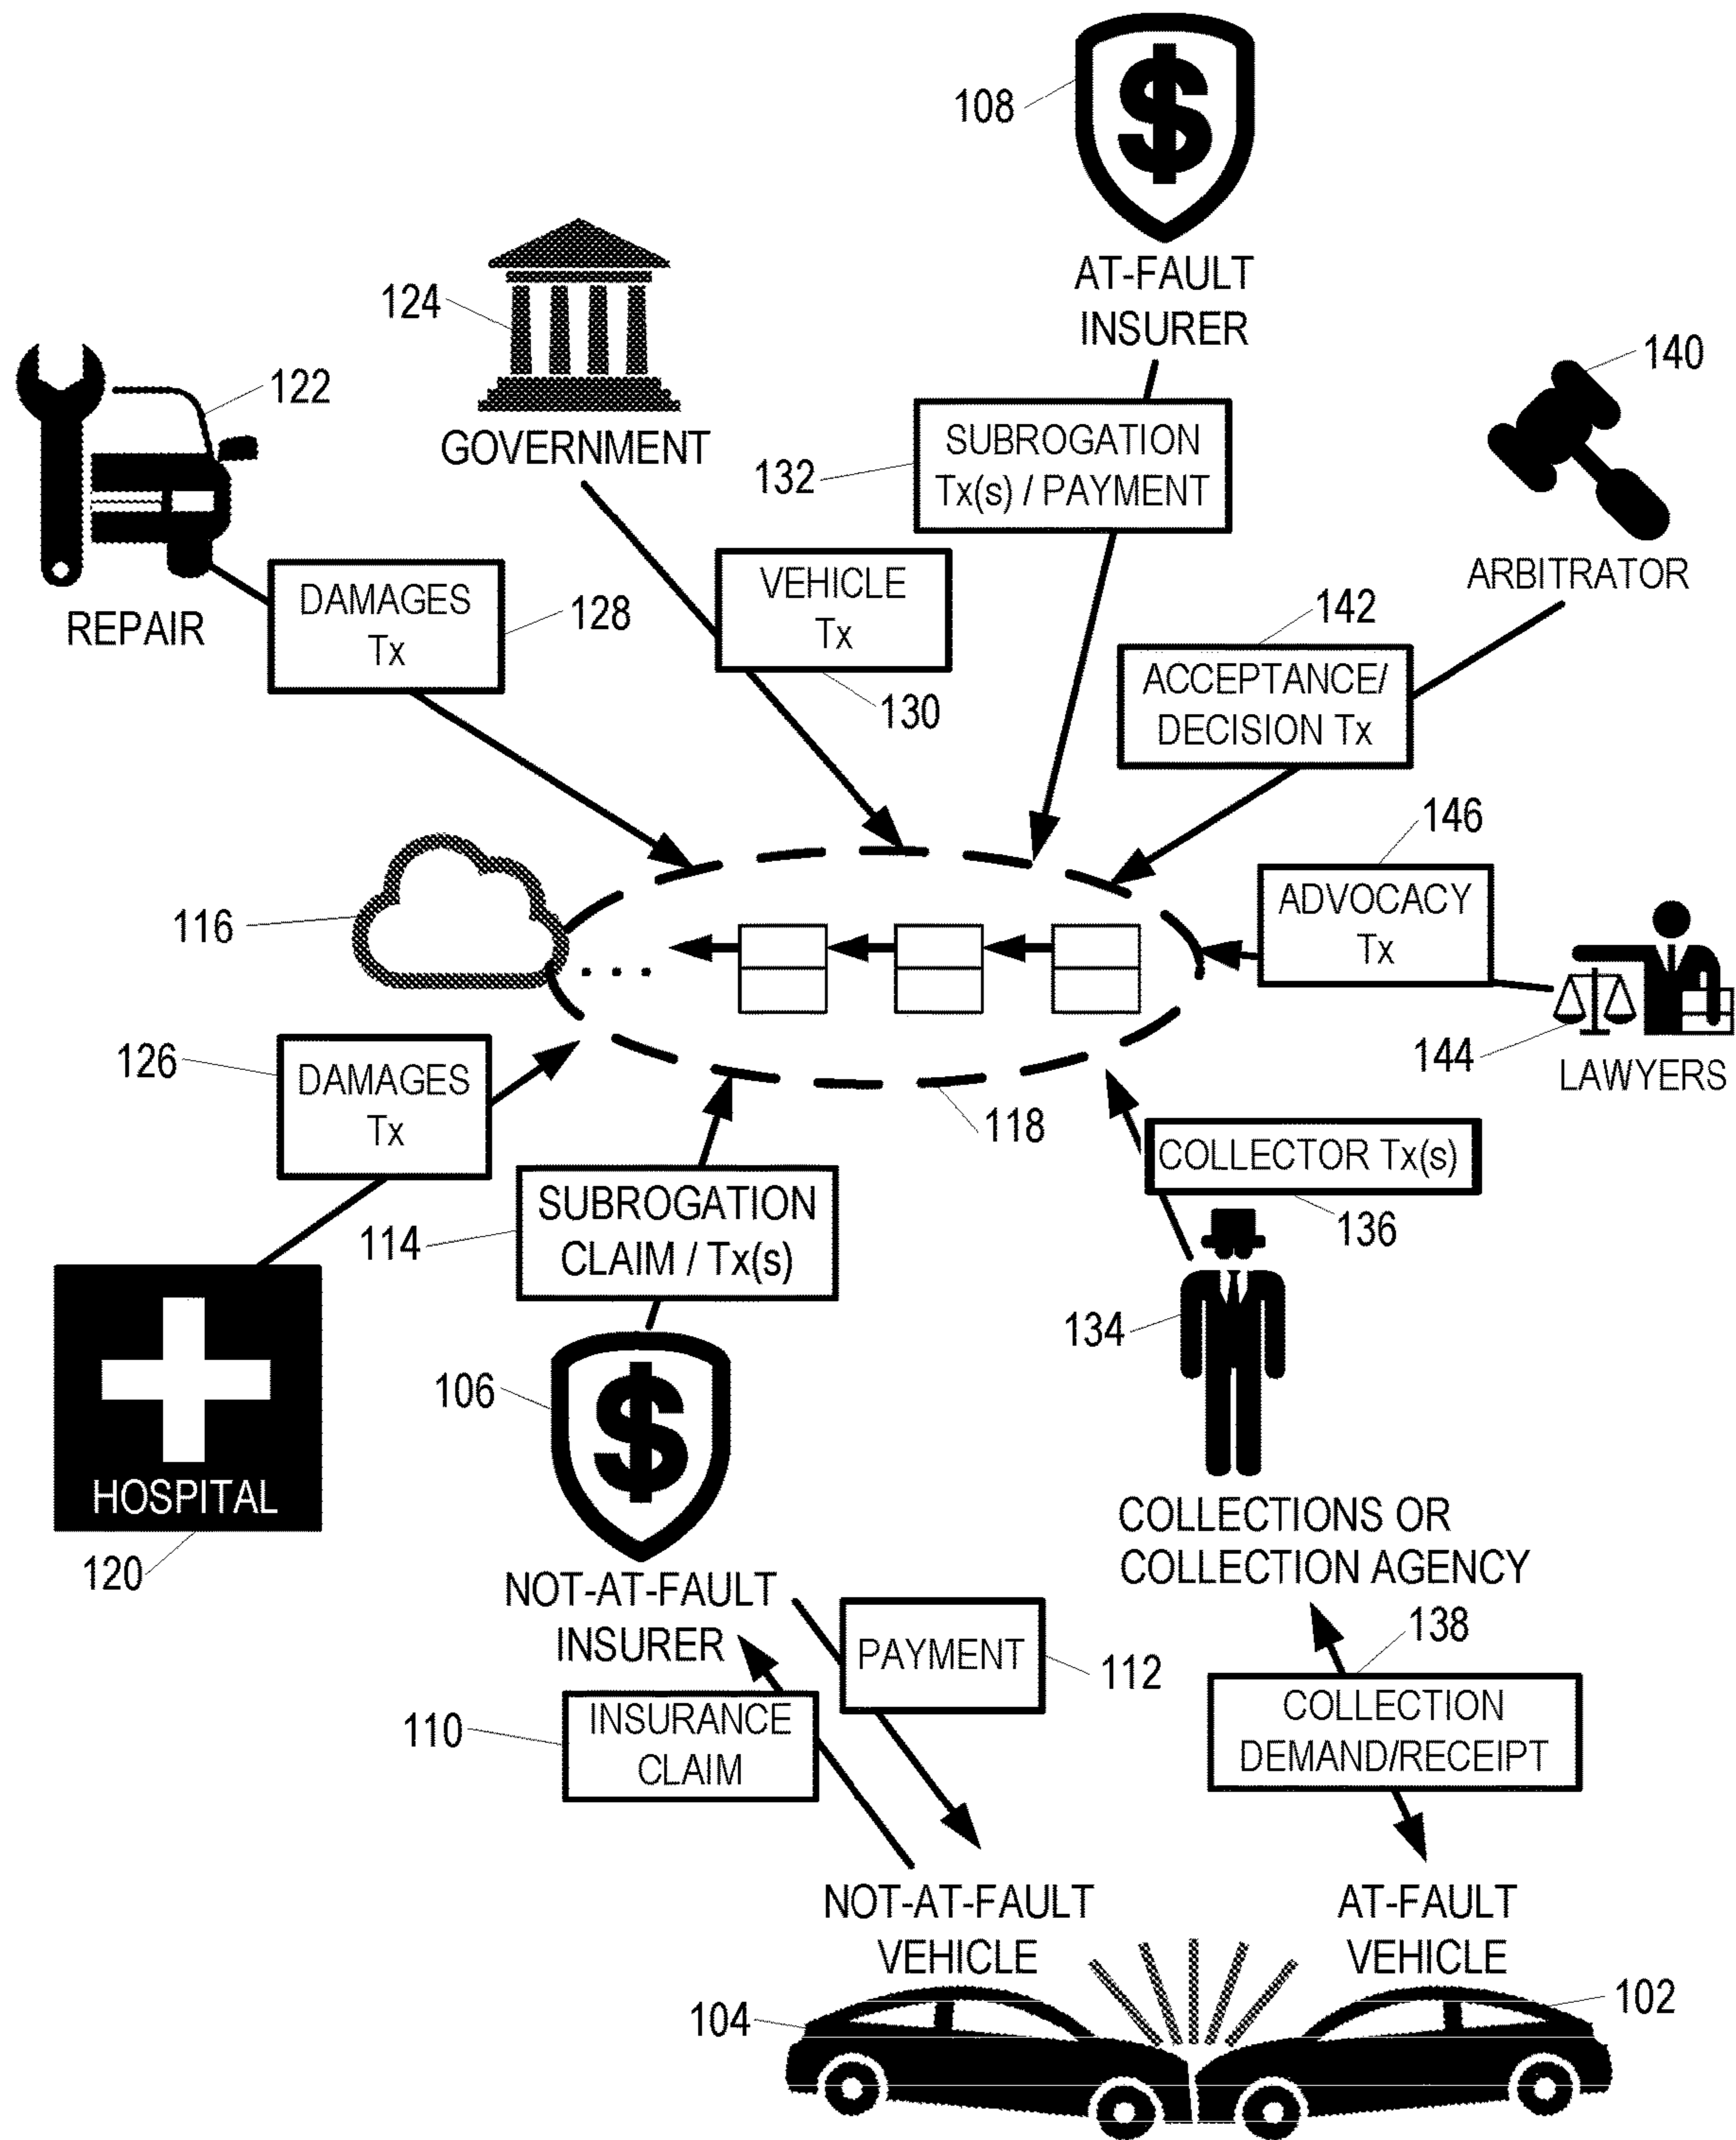 108
AT-FAULT
INSURER
124
GOVERNMENT
140
ARBITRATOR
122
REPAIR
132
SUBROGATION
Tx(s) / PAYMENT
DAMAGES
Tx
128
VEHICLE
Tx
130
142
ACCEPTANCE/
DECISION Tx
146
ADVOCACY
Tx
116
...
144
LAWYERS
126
DAMAGES
Tx
118
COLLECTOR Tx(s)
136
114
SUBROGATION
CLAIM / Tx(s)
134
106
HOSPITAL
120
COLLECTIONS OR
COLLECTION AGENCY
NOT-AT-FAULT
INSURER
PAYMENT
112
138
110
INSURANCE
CLAIM
COLLECTION
DEMAND/RECEIPT
NOT-AT-FAULT
VEHICLE
AT-FAULT
VEHICLE
104
102